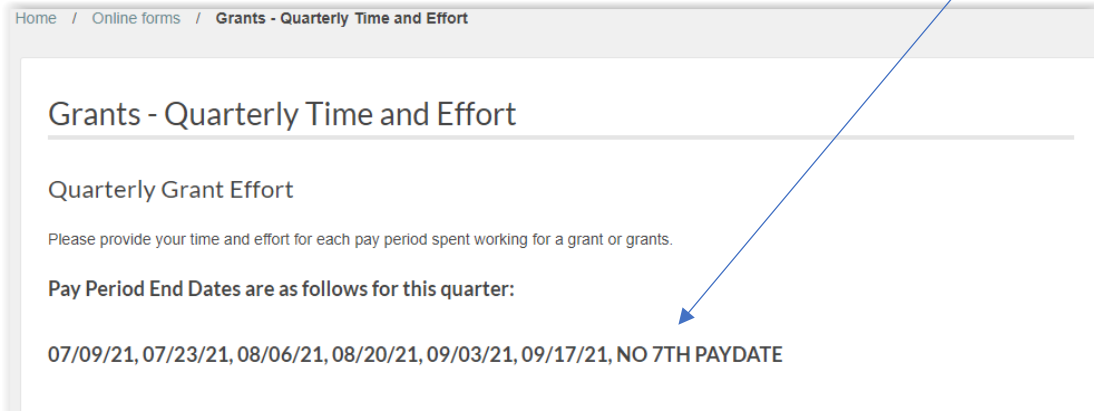 Home / Online forms / Grants - Quarterly Time and Effort
Grants - Quarterly Time and Effort
Quarterly Grant Effort
Please provide your time and effort for each pay period spent working for a grant or grants.
Pay Period End Dates are as follows for this quarter:
07/09/21, 07/23/21, 08/06/21, 08/20/21, 09/03/21, 09/17/21, NO 7TH PAYDATE